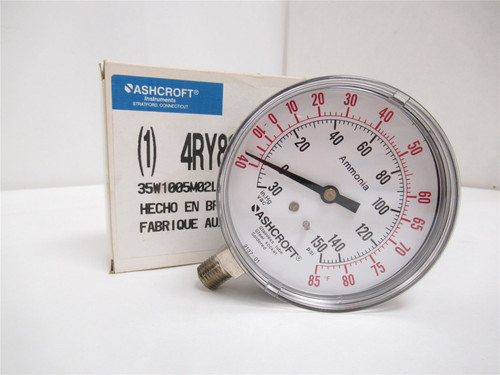 ASHCROFT®
Instruments
STRATFORD, CONNECTICUT
(1) 4RY8
35W1005M02L
HECHO EN BR
FABRIQUE AU
40 10 0 10 20 30 40 50 60 65 70 75 80 85 °F
30 0 20 40 60 80 100 120 140 150 psi
in.Hg
Vac
Ammonia
ASHCROFT®